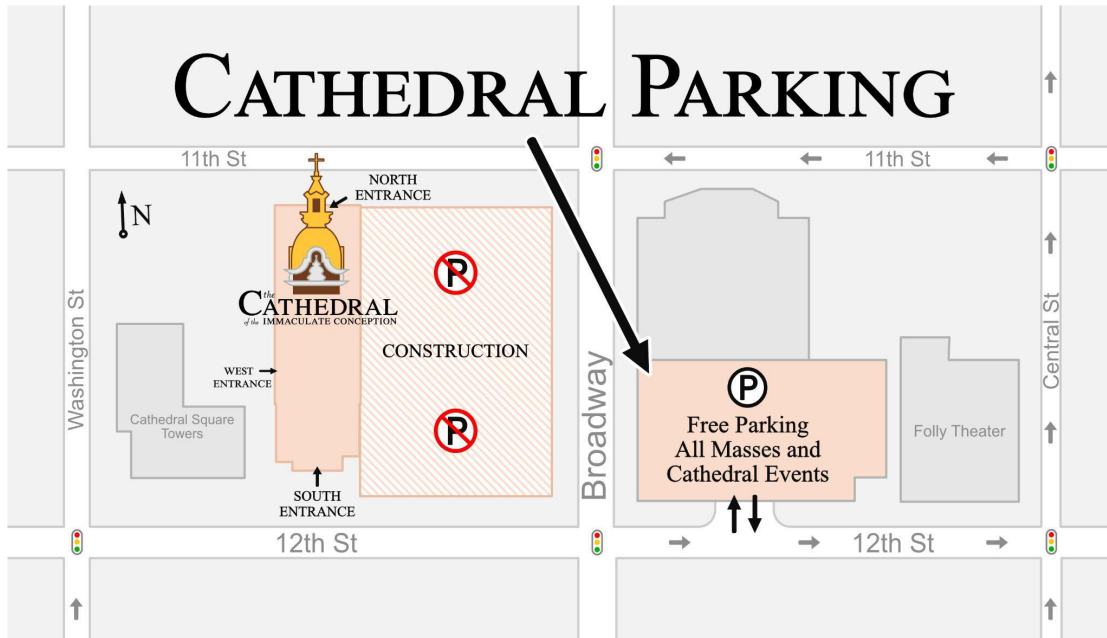 CATHEDRAL PARKING
11th St
11th St
NORTH
ENTRANCE
N
the
CATHEDRAL
of the IMMACULATE CONCEPTION
P
CONSTRUCTION
P
WEST
ENTRANCE
Cathedral Square
Towers
SOUTH
ENTRANCE
Washington St
Broadway
P
Free Parking
All Masses and
Cathedral Events
Folly Theater
Central St
12th St
12th St